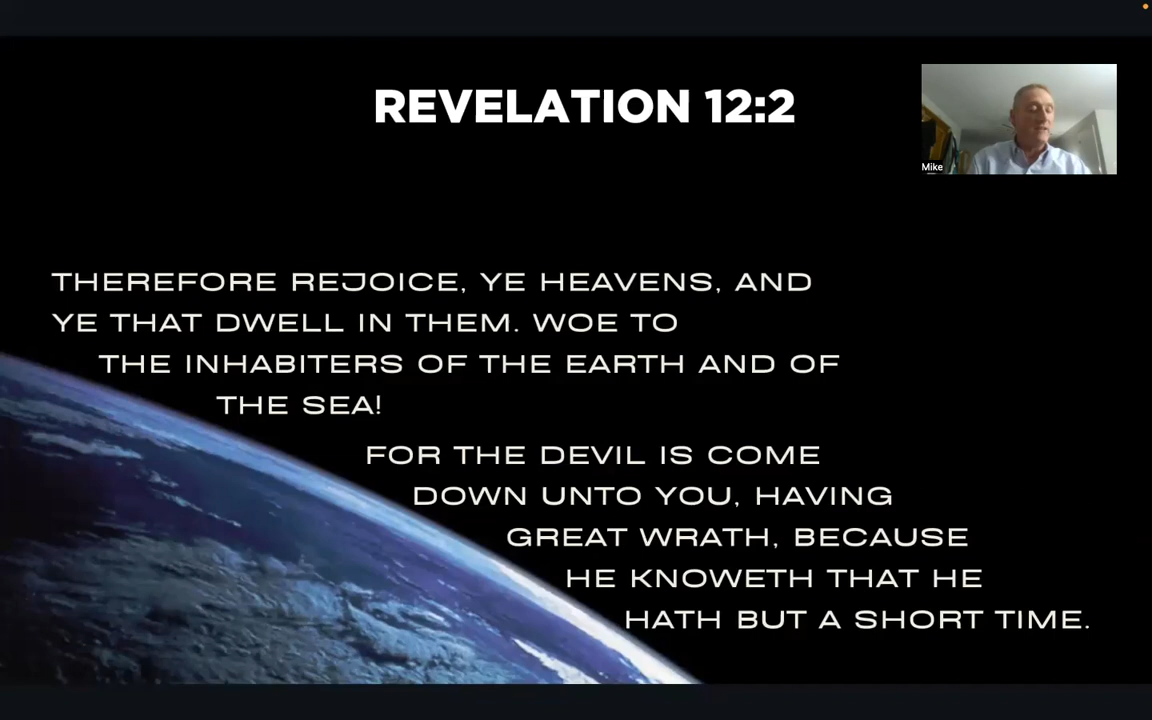 REVELATION 12:2
Mike
THEREFORE REJOICE, YE HEAVENS, AND
YE THAT DWELL IN THEM. WOE TO
THE INHABITERS OF THE EARTH AND OF
THE SEA!
FOR THE DEVIL IS COME
DOWN UNTO YOU, HAVING
GREAT WRATH, BECAUSE
HE KNOWETH THAT HE
HATH BUT A SHORT TIME.